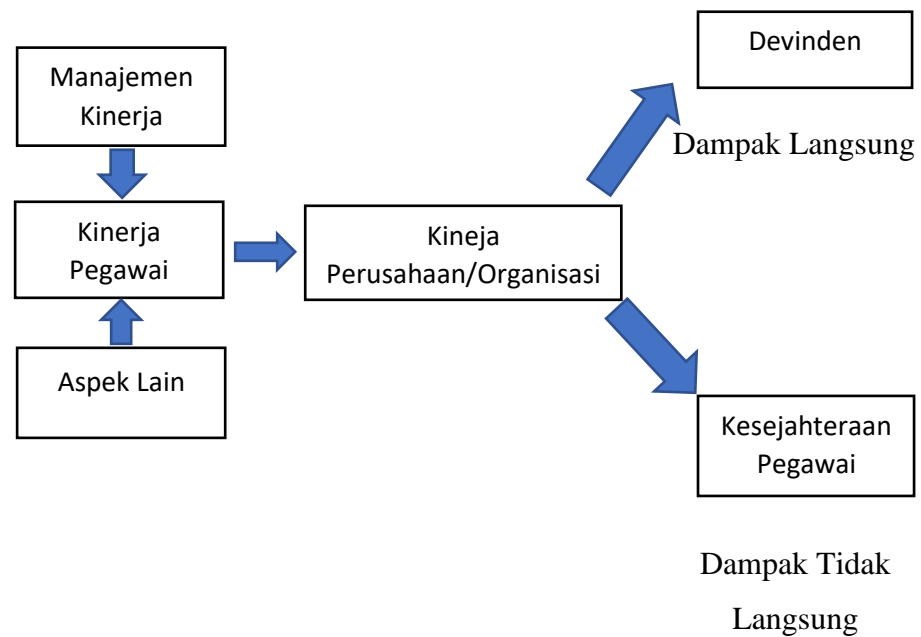 Manajemen
Kinerja
Kinerja
Pegawai
Aspek Lain
Kineja
Perusahaan/Organisasi
Devinden
Dampak Langsung
Kesejahteraan
Pegawai
Dampak Tidak
Langsung